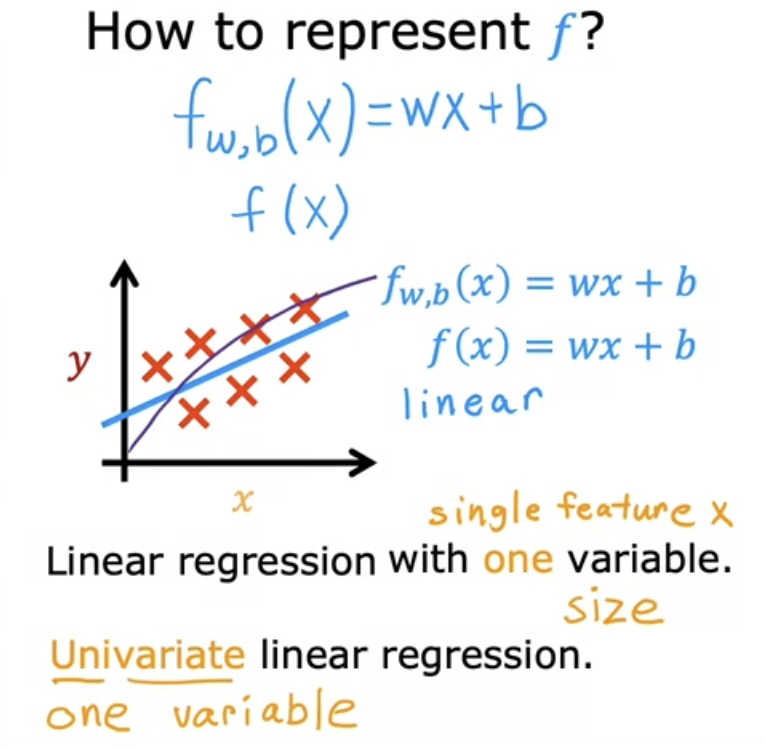 How to represent f?
f_{w,b}(x)=wx+b
f(x)
f_{w,b}(x) = wx + b
f(x) = wx + b
linear
y
x
single feature x
Linear regression with one variable.
size
Univariate linear regression.
one variable